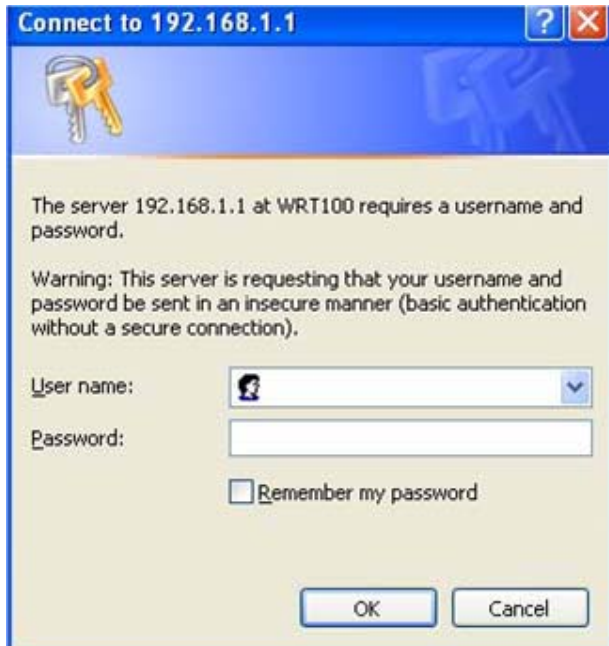 Connect to 192.168.1.1
The server 192.168.1.1 at WRT100 requires a username and
password.
Warning: This server is requesting that your username and
password be sent in an insecure manner (basic authentication
without a secure connection).
User name:
Password:
Remember my password
OK Cancel